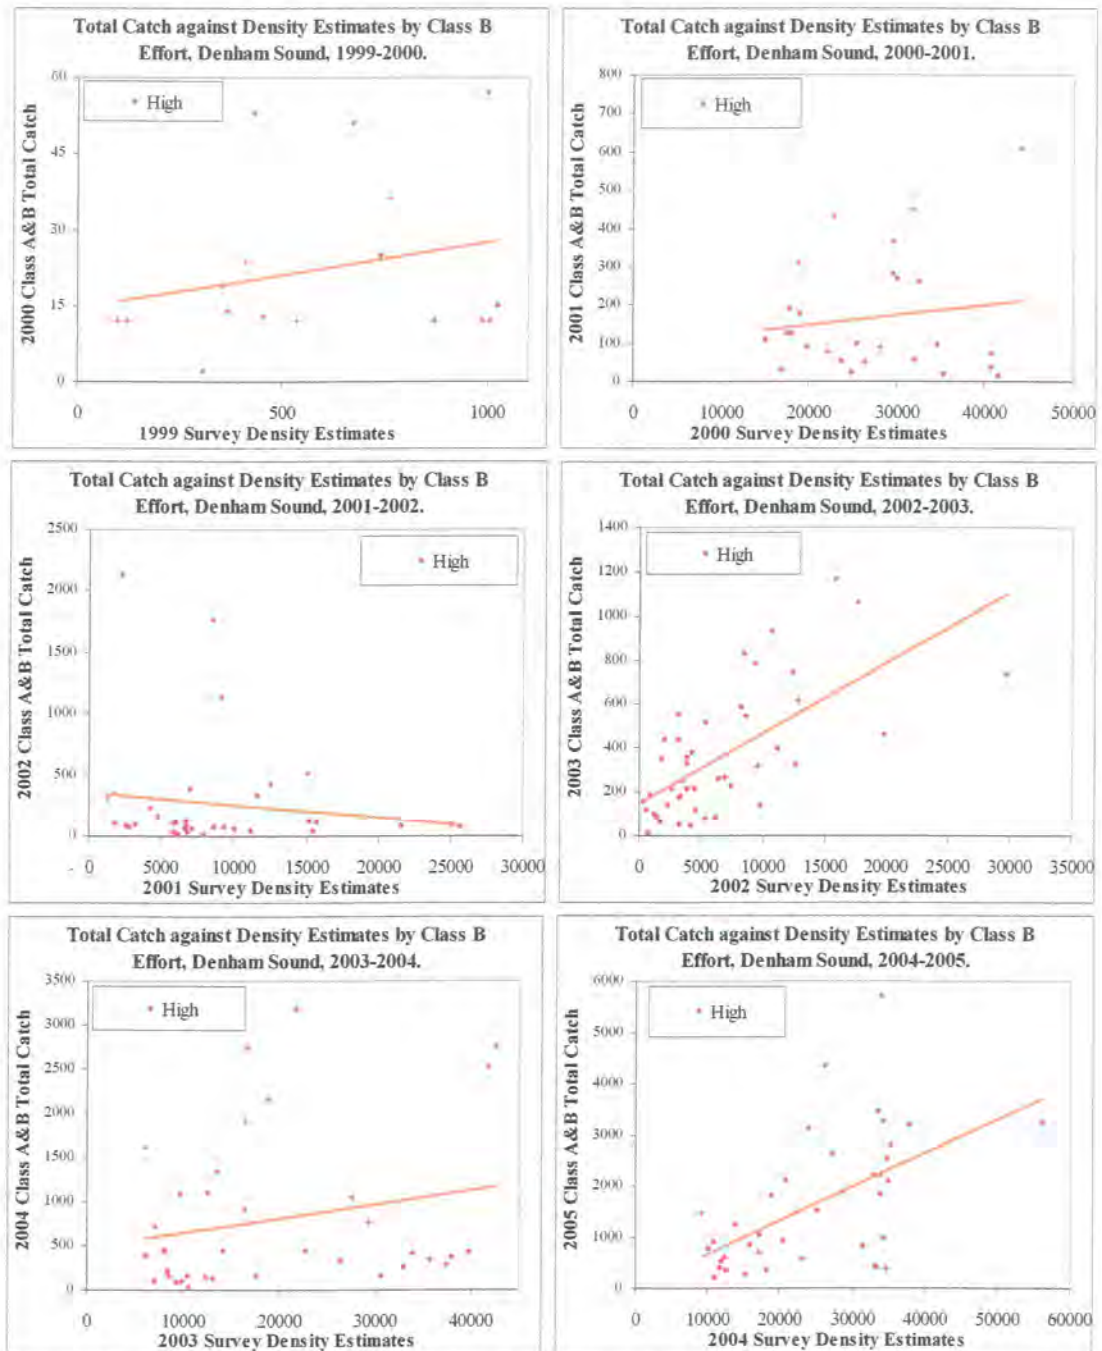 Total Catch against Density Estimates by Class B
Effort, Denham Sound, 1999-2000.
2000 Class A&B Total Catch
60
45
30
15
0
High
0 500 1000
1999 Survey Density Estimates
Total Catch against Density Estimates by Class B
Effort, Denham Sound, 2000-2001.
2001 Class A&B Total Catch
800
700
600
500
400
300
200
100
0
High
0 10000 20000 30000 40000 50000
2000 Survey Density Estimates
Total Catch against Density Estimates by Class B
Effort, Denham Sound, 2001-2002.
2002 Class A&B Total Catch
2500
2000
1500
1000
500
0
High
- 0 5000 10000 15000 20000 25000 30000
2001 Survey Density Estimates
Total Catch against Density Estimates by Class B
Effort, Denham Sound, 2002-2003.
2003 Class A&B Total Catch
1400
1200
1000
800
600
400
200
0
High
0 5000 10000 15000 20000 25000 30000 35000
2002 Survey Density Estimates
Total Catch against Density Estimates by Class B
Effort, Denham Sound, 2003-2004.
2004 Class A&B Total Catch
3500
3000
2500
2000
1500
1000
500
0
High
0 10000 20000 30000 40000
2003 Survey Density Estimates
Total Catch against Density Estimates by Class B
Effort, Denham Sound, 2004-2005.
2005 Class A&B Total Catch
6000
5000
4000
3000
2000
1000
0
High
0 10000 20000 30000 40000 50000 60000
2004 Survey Density Estimates